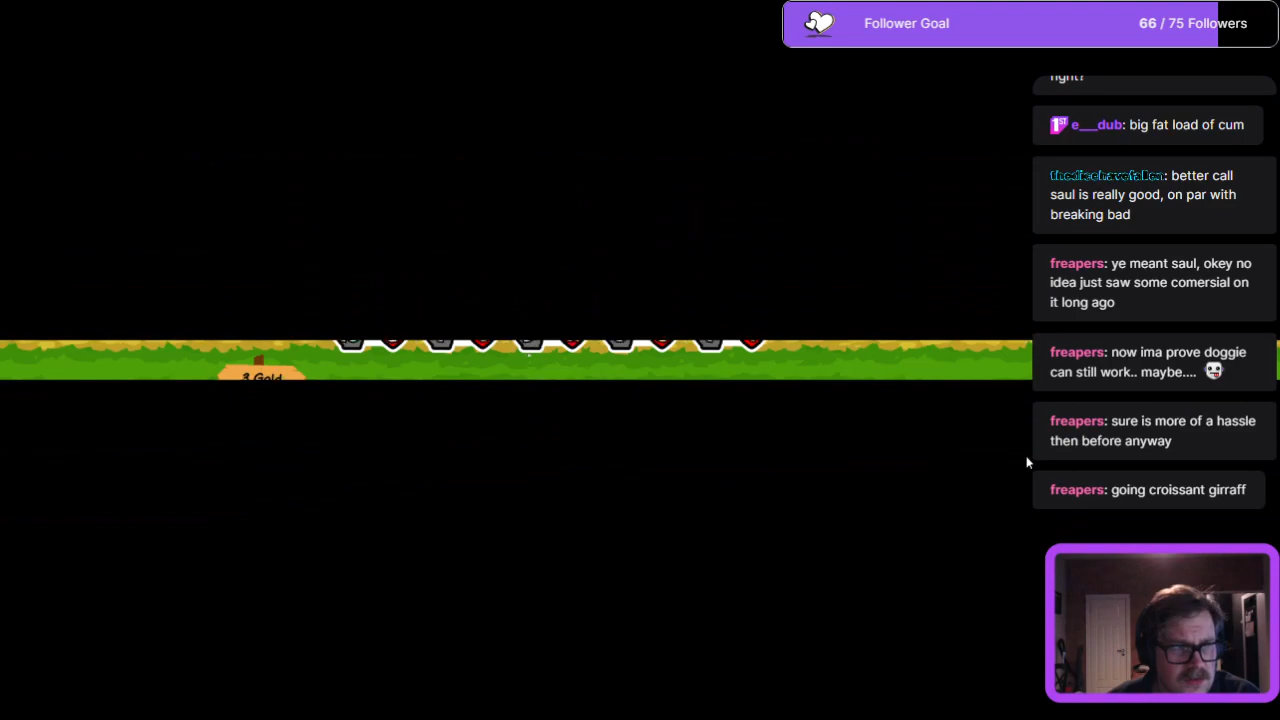 Follower Goal
66 / 75 Followers
right?
e__dub: big fat load of cum
thedicehavefallen: better call
saul is really good, on par with
breaking bad
freapers: ye meant saul, okey no
idea just saw some comersial on
it long ago
freapers: now ima prove doggie
can still work.. maybe....
freapers: sure is more of a hassle
then before anyway
freapers: going croissant girraff
3 Gold